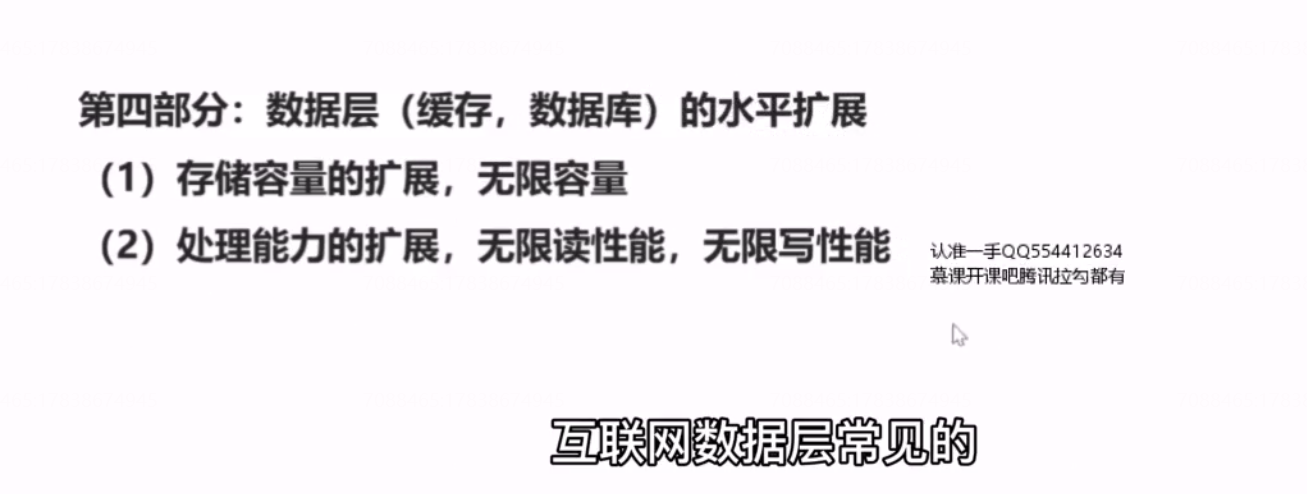 第四部分：数据层（缓存，数据库）的水平扩展
（1）存储容量的扩展，无限容量
（2）处理能力的扩展，无限读性能，无限写性能
认准一手QQ554412634
慕课开课吧腾讯拉勾都有
互联网数据层常见的